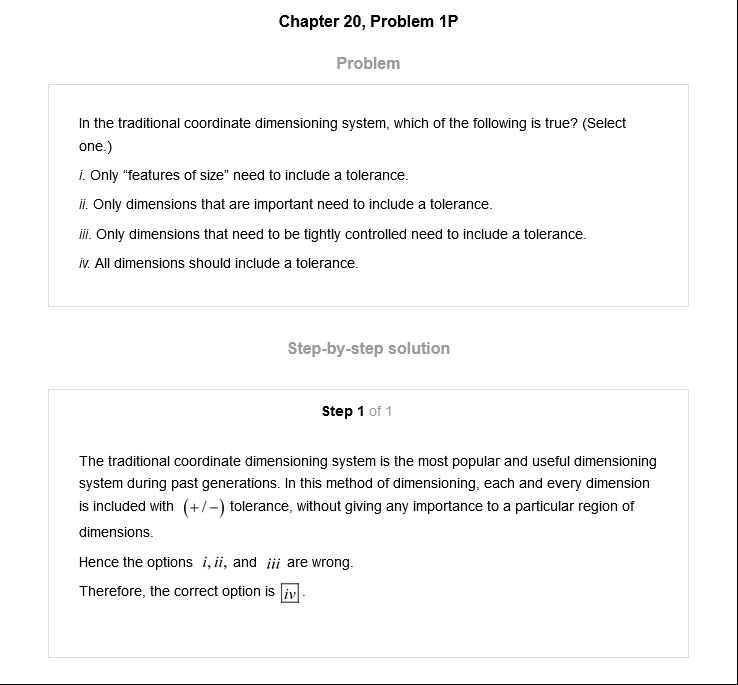 Chapter 20, Problem 1P
Problem
In the traditional coordinate dimensioning system, which of the following is true? (Select
one.)
i. Only “features of size” need to include a tolerance.
ii. Only dimensions that are important need to include a tolerance.
iii. Only dimensions that need to be tightly controlled need to include a tolerance.
iv. All dimensions should include a tolerance.
Step-by-step solution
Step 1 of 1
The traditional coordinate dimensioning system is the most popular and useful dimensioning
system during past generations. In this method of dimensioning, each and every dimension
is included with (+/−) tolerance, without giving any importance to a particular region of
dimensions.
Hence the options i, ii, and iii are wrong.
Therefore, the correct option is iv.